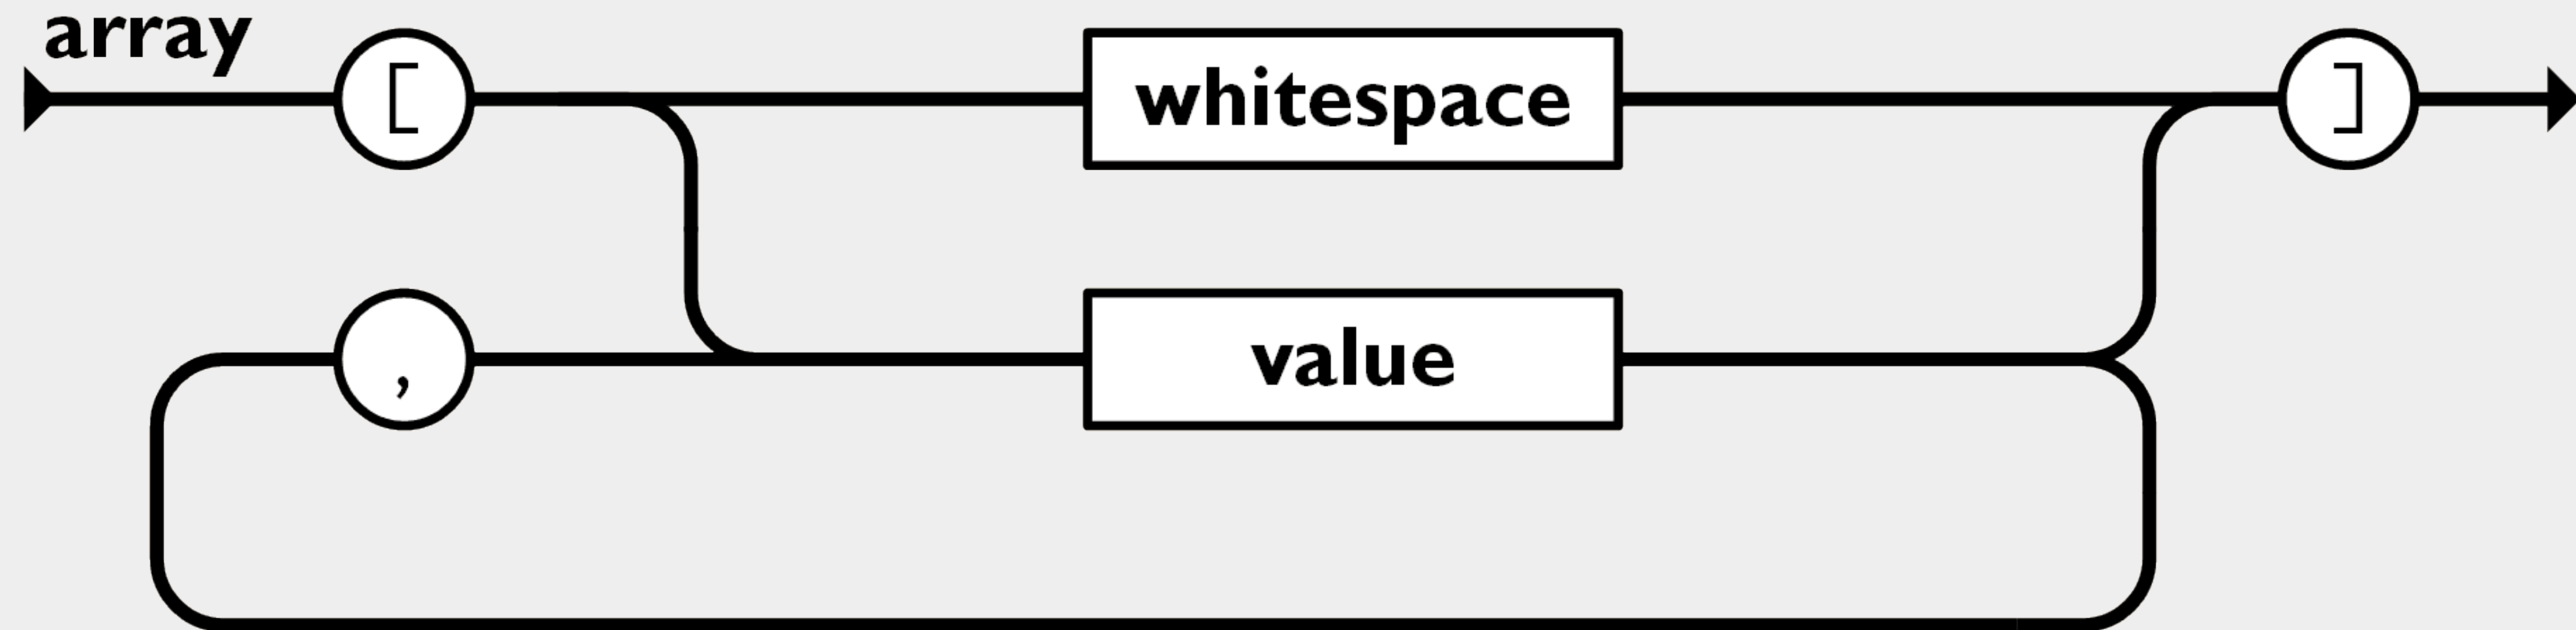 array
[ whitespace ]
, value